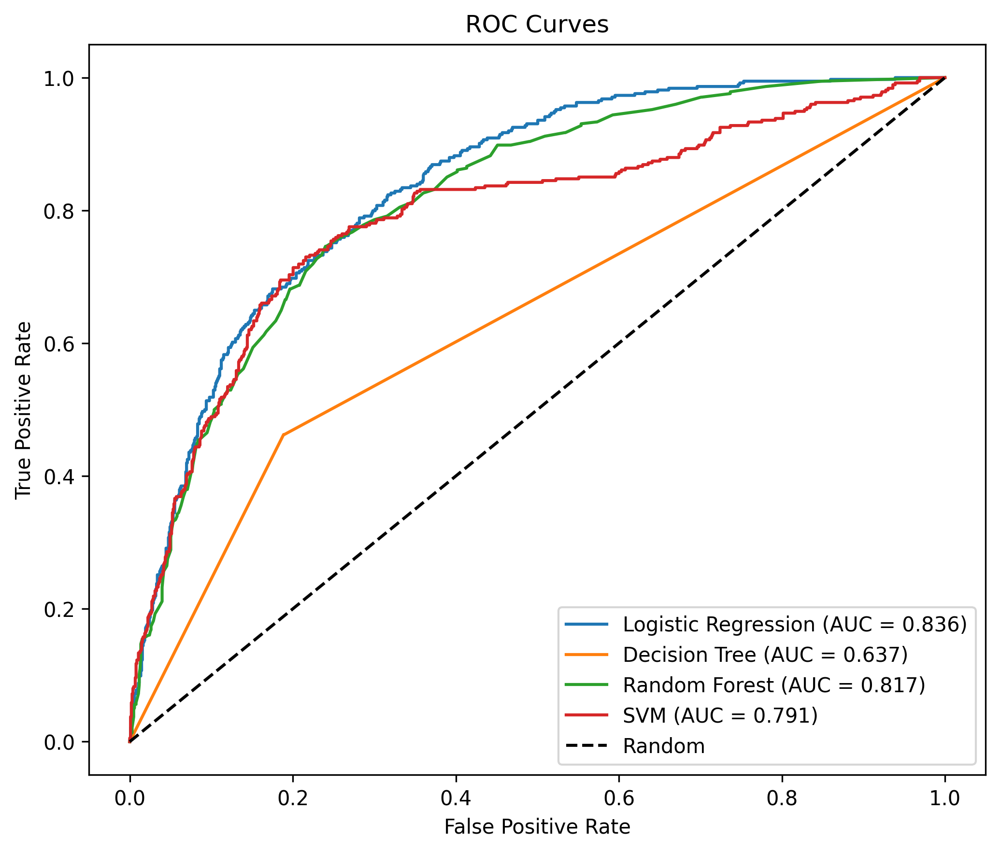 ROC Curves
True Positive Rate
1.0
0.8
0.6
0.4
0.2
0.0
Logistic Regression (AUC = 0.836)
Decision Tree (AUC = 0.637)
Random Forest (AUC = 0.817)
SVM (AUC = 0.791)
Random
0.0 0.2 0.4 0.6 0.8 1.0
False Positive Rate